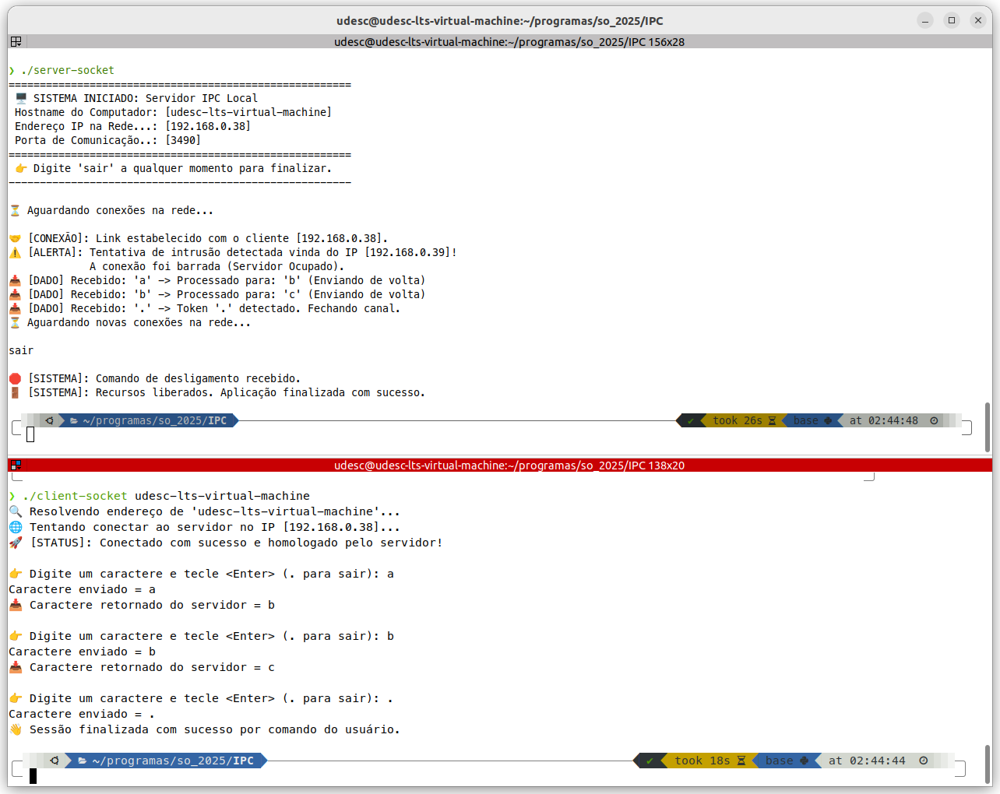 udesc@udesc-lts-virtual-machine:~/programas/so_2025/IPC
udesc@udesc-lts-virtual-machine:~/programas/so_2025/IPC 156x28
❯ ./server-socket
=======================================================
🖥️ SISTEMA INICIADO: Servidor IPC Local
Hostname do Computador: [udesc-lts-virtual-machine]
Endereço IP na Rede...: [192.168.0.38]
Porta de Comunicação..: [3490]
=======================================================
👉 Digite 'sair' a qualquer momento para finalizar.
-------------------------------------------------------
⏳ Aguardando conexões na rede...
🤝 [CONEXÃO]: Link estabelecido com o cliente [192.168.0.38].
⚠️ [ALERTA]: Tentativa de intrusão detectada vinda do IP [192.168.0.39]!
A conexão foi barrada (Servidor Ocupado).
📥 [DADO] Recebido: 'a' -> Processado para: 'b' (Enviando de volta)
📥 [DADO] Recebido: 'b' -> Processado para: 'c' (Enviando de volta)
📥 [DADO] Recebido: '.' -> Token '.' detectado. Fechando canal.
⏳ Aguardando novas conexões na rede...
sair
🛑 [SISTEMA]: Comando de desligamento recebido.
🚪 [SISTEMA]: Recursos liberados. Aplicação finalizada com sucesso.
~/programas/so_2025/IPC ✔ took 26s base at 02:44:48
udesc@udesc-lts-virtual-machine:~/programas/so_2025/IPC 138x20
❯ ./client-socket udesc-lts-virtual-machine
🔍 Resolvendo endereço de 'udesc-lts-virtual-machine'...
🌐 Tentando conectar ao servidor no IP [192.168.0.38]...
🚀 [STATUS]: Conectado com sucesso e homologado pelo servidor!
👉 Digite um caractere e tecle <Enter> (. para sair): a
Caractere enviado = a
📥 Caractere retornado do servidor = b
👉 Digite um caractere e tecle <Enter> (. para sair): b
Caractere enviado = b
📥 Caractere retornado do servidor = c
👉 Digite um caractere e tecle <Enter> (. para sair): .
Caractere enviado = .
👋 Sessão finalizada com sucesso por comando do usuário.
~/programas/so_2025/IPC ✔ took 18s base at 02:44:44